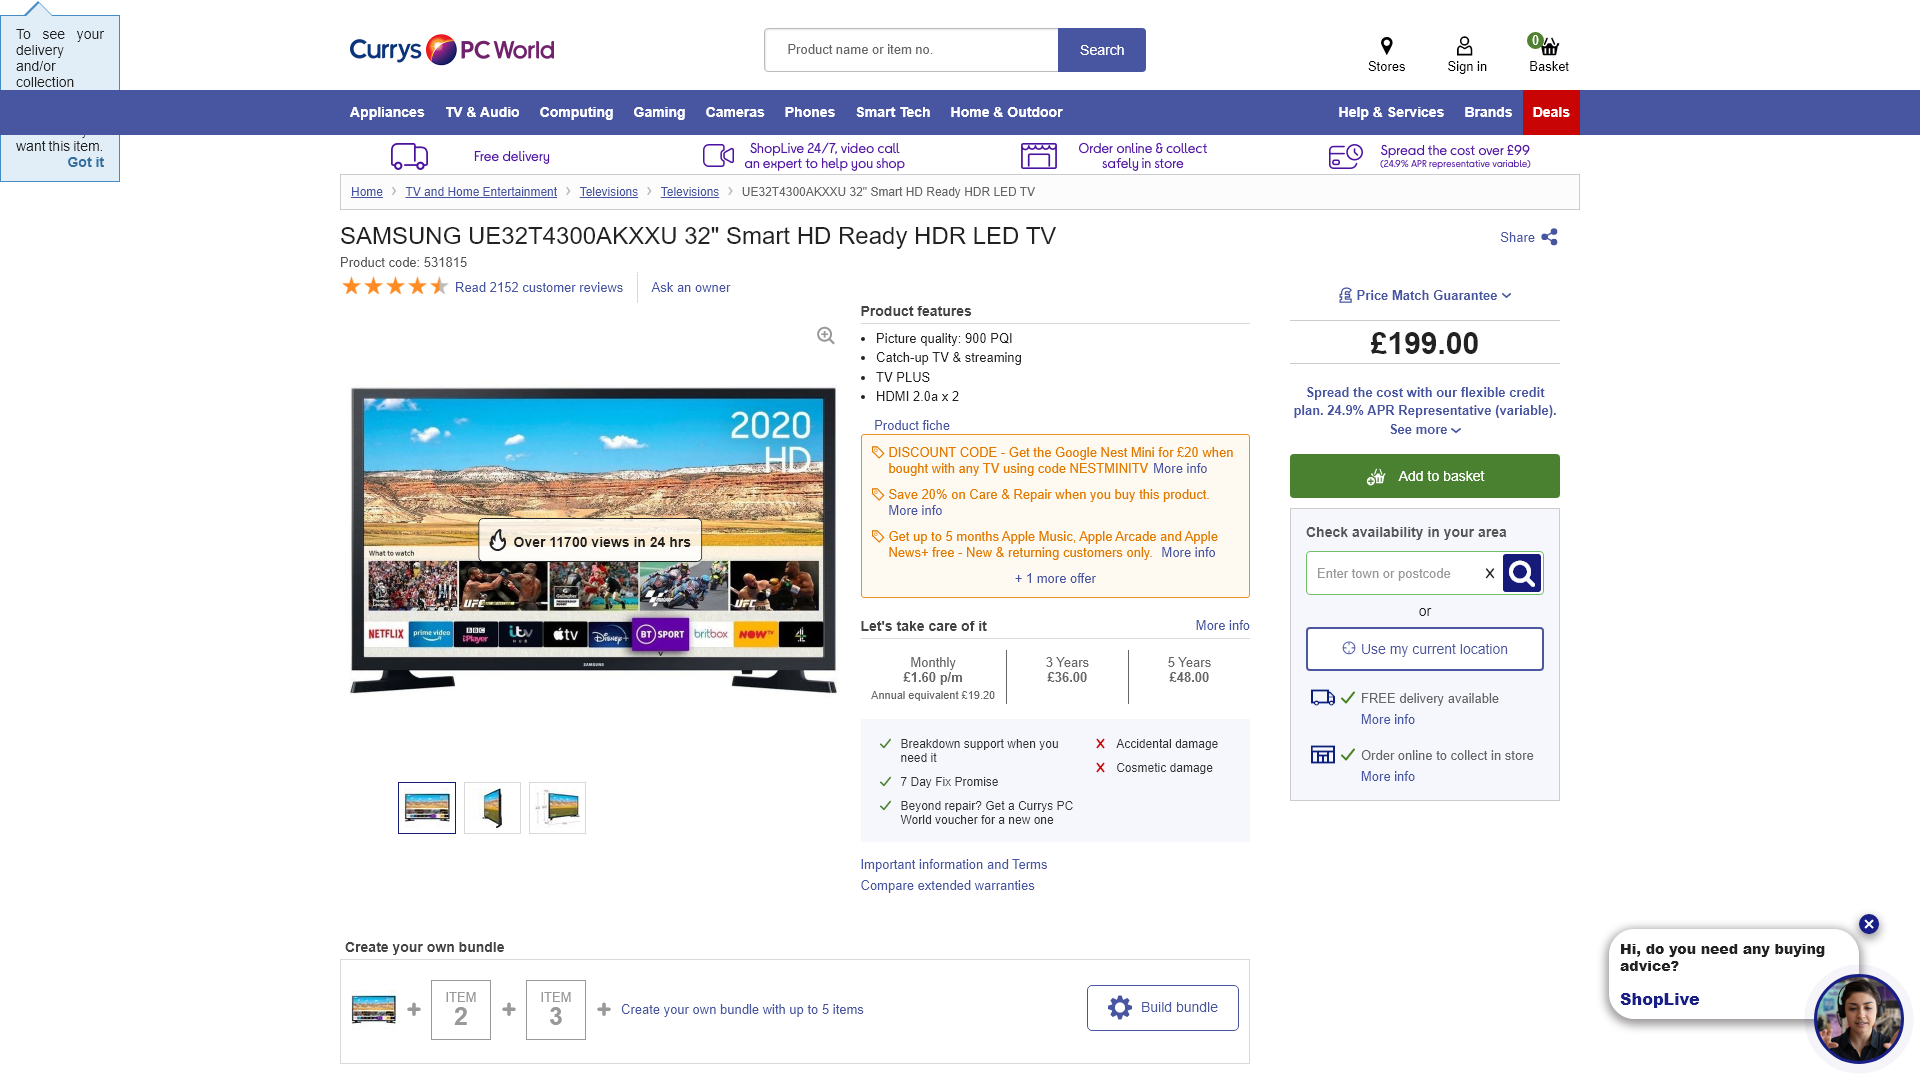 To see your
delivery
and/or
collection
want this item.
Got it
Currys PC World
Product name or item no.
Search
Stores
Sign in
0
Basket
Appliances
TV & Audio
Computing
Gaming
Cameras
Phones
Smart Tech
Home & Outdoor
Help & Services
Brands
Deals
Free delivery
ShopLive 24/7, video call
an expert to help you shop
Order online & collect
safely in store
Spread the cost over £99
(24.9% APR representative variable)
Home
TV and Home Entertainment
Televisions
Televisions
UE32T4300AKXXU 32" Smart HD Ready HDR LED TV
SAMSUNG UE32T4300AKXXU 32" Smart HD Ready HDR LED TV
Share
Product code: 531815
Read 2152 customer reviews
Ask an owner
2020
HD
Over 11700 views in 24 hrs
What to watch
UFC
UFC
NETFLIX
prime video
BBC
iPlayer
itv
HUB
tv
Disney+
BT SPORT
britbox
NOW TV
4
SAMSUNG
Product features
Picture quality: 900 PQI
Catch-up TV & streaming
TV PLUS
HDMI 2.0a x 2
Product fiche
DISCOUNT CODE - Get the Google Nest Mini for £20 when
bought with any TV using code NESTMINITV More info
Save 20% on Care & Repair when you buy this product.
More info
Get up to 5 months Apple Music, Apple Arcade and Apple
News+ free - New & returning customers only. More info
+ 1 more offer
Let's take care of it
More info
Monthly
£1.60 p/m
Annual equivalent £19.20
3 Years
£36.00
5 Years
£48.00
Breakdown support when you
need it
7 Day Fix Promise
Beyond repair? Get a Currys PC
World voucher for a new one
Accidental damage
Cosmetic damage
Important information and Terms
Compare extended warranties
Price Match Guarantee
£199.00
Spread the cost with our flexible credit
plan. 24.9% APR Representative (variable).
See more
Add to basket
Check availability in your area
Enter town or postcode
X
or
Use my current location
FREE delivery available
More info
Order online to collect in store
More info
Create your own bundle
ITEM
2
ITEM
3
Create your own bundle with up to 5 items
Build bundle
Hi, do you need any buying
advice?
ShopLive